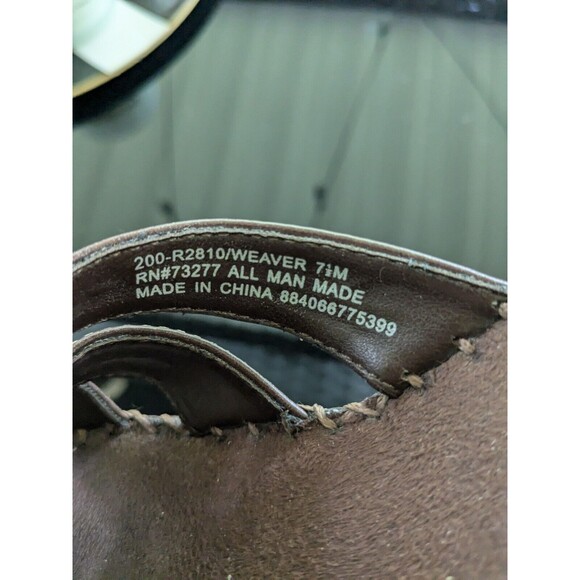 200-R2810/WEAVER 7½M
RN#73277 ALL MAN MADE
MADE IN CHINA 884066775399